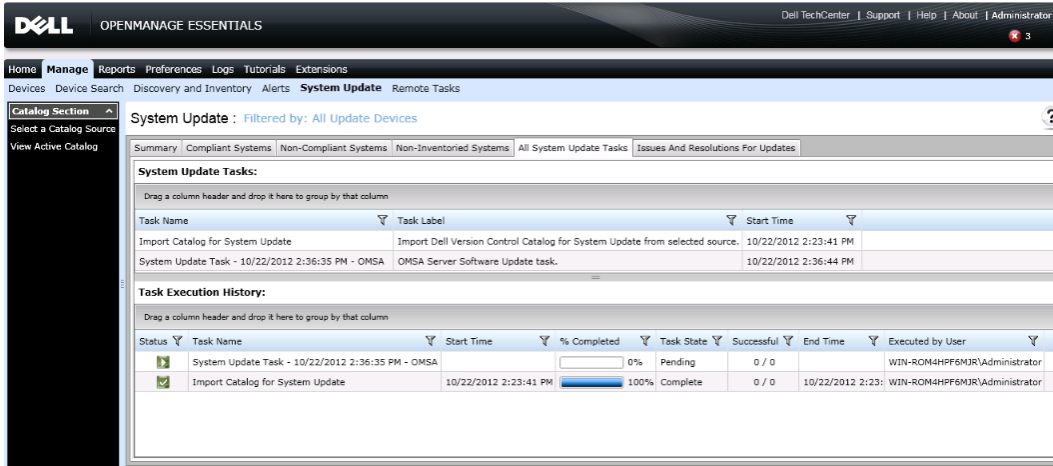 Dell TechCenter | Support | Help | About | Administrator
DELL OPENMANAGE ESSENTIALS
3
Home Manage Reports Preferences Logs Tutorials Extensions
Devices Device Search Discovery and Inventory Alerts System Update Remote Tasks
Catalog Section
Select a Catalog Source
View Active Catalog
System Update : Filtered by: All Update Devices
?
Summary Compliant Systems Non-Compliant Systems Non-Inventoried Systems All System Update Tasks Issues And Resolutions For Updates
System Update Tasks:
Drag a column header and drop it here to group by that column
Task Name Task Label Start Time
Import Catalog for System Update Import Dell Version Control Catalog for System Update from selected source. 10/22/2012 2:23:41 PM
System Update Task - 10/22/2012 2:36:35 PM - OMSA OMSA Server Software Update task. 10/22/2012 2:36:44 PM
Task Execution History:
Drag a column header and drop it here to group by that column
Status Task Name Start Time % Completed Task State Successful End Time Executed by User
System Update Task - 10/22/2012 2:36:35 PM - OMSA 0% Pending 0 / 0 WIN-ROM4HPF6MJR\Administrator
Import Catalog for System Update 10/22/2012 2:23:41 PM 100% Complete 0 / 0 10/22/2012 2:23: WIN-ROM4HPF6MJR\Administrator